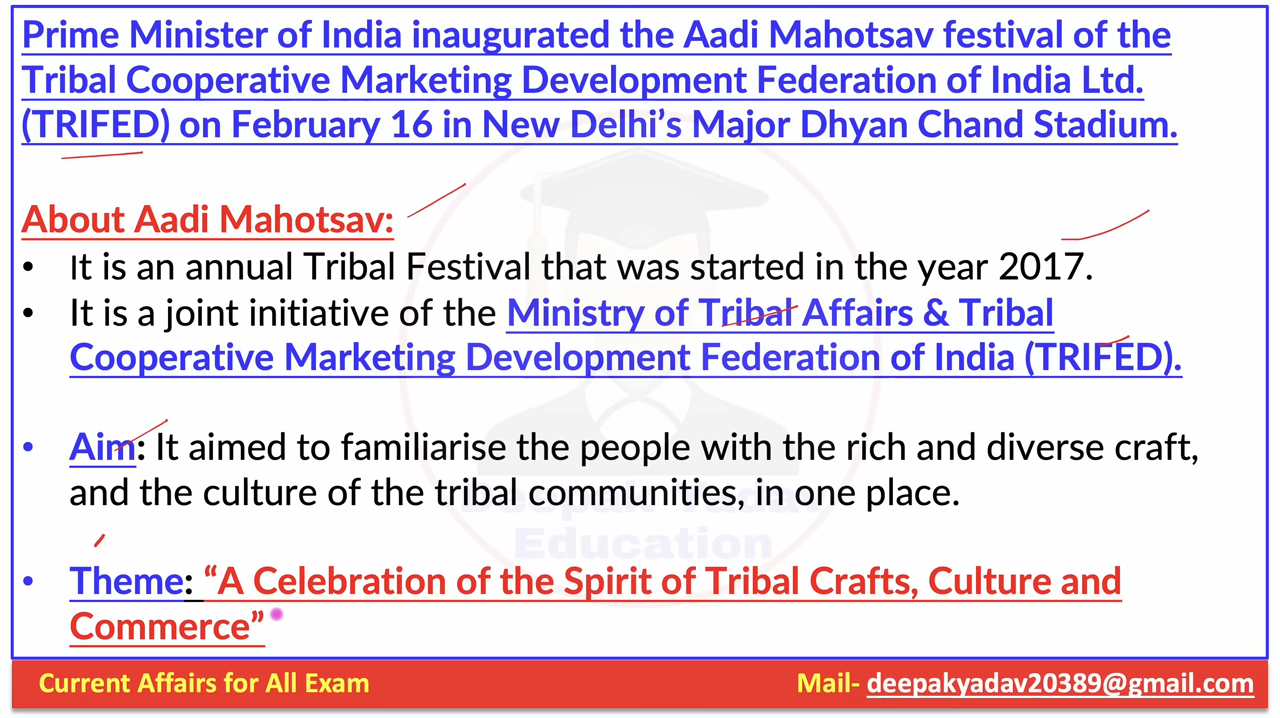 Prime Minister of India inaugurated the Aadi Mahotsav festival of the
Tribal Cooperative Marketing Development Federation of India Ltd.
(TRIFED) on February 16 in New Delhi’s Major Dhyan Chand Stadium.
About Aadi Mahotsav:
• It is an annual Tribal Festival that was started in the year 2017.
• It is a joint initiative of the Ministry of Tribal Affairs & Tribal
Cooperative Marketing Development Federation of India (TRIFED).
• Aim: It aimed to familiarise the people with the rich and diverse craft,
and the culture of the tribal communities, in one place.
Deepak Yadav
Education
• Theme: “A Celebration of the Spirit of Tribal Crafts, Culture and
Commerce”
Current Affairs for All Exam
Mail- deepakyadav20389@gmail.com